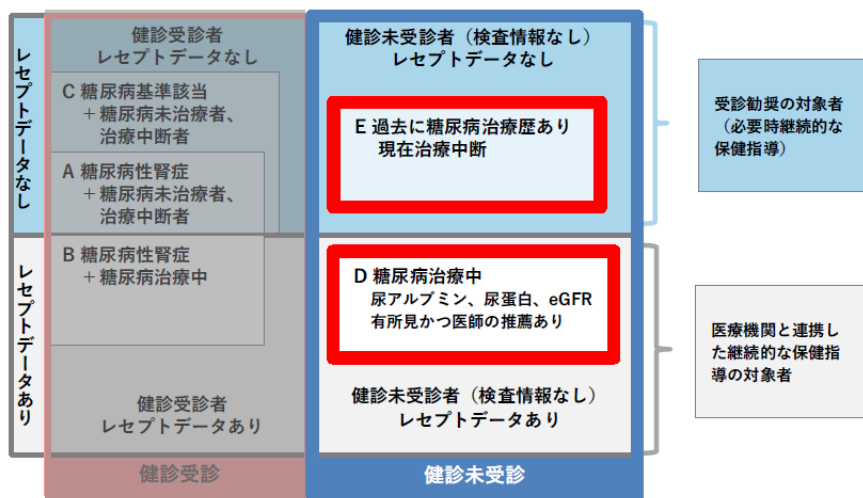 レセプトデータなし
レセプトデータあり
健診受診者
レセプトデータなし
C 糖尿病基準該当
＋糖尿病未治療者、
治療中断者
A 糖尿病性腎症
＋糖尿病未治療者、
治療中断者
B 糖尿病性腎症
＋糖尿病治療中
健診受診者
レセプトデータあり
健診受診
健診未受診者（検査情報なし）
レセプトデータなし
E 過去に糖尿病治療歴あり
現在治療中断
D 糖尿病治療中
尿アルブミン、尿蛋白、eGFR
有所見かつ医師の推薦あり
健診未受診者（検査情報なし）
レセプトデータあり
健診未受診
受診勧奨の対象者
（必要時継続的な
保健指導）
医療機関と連携し
た継続的な保健指
導の対象者